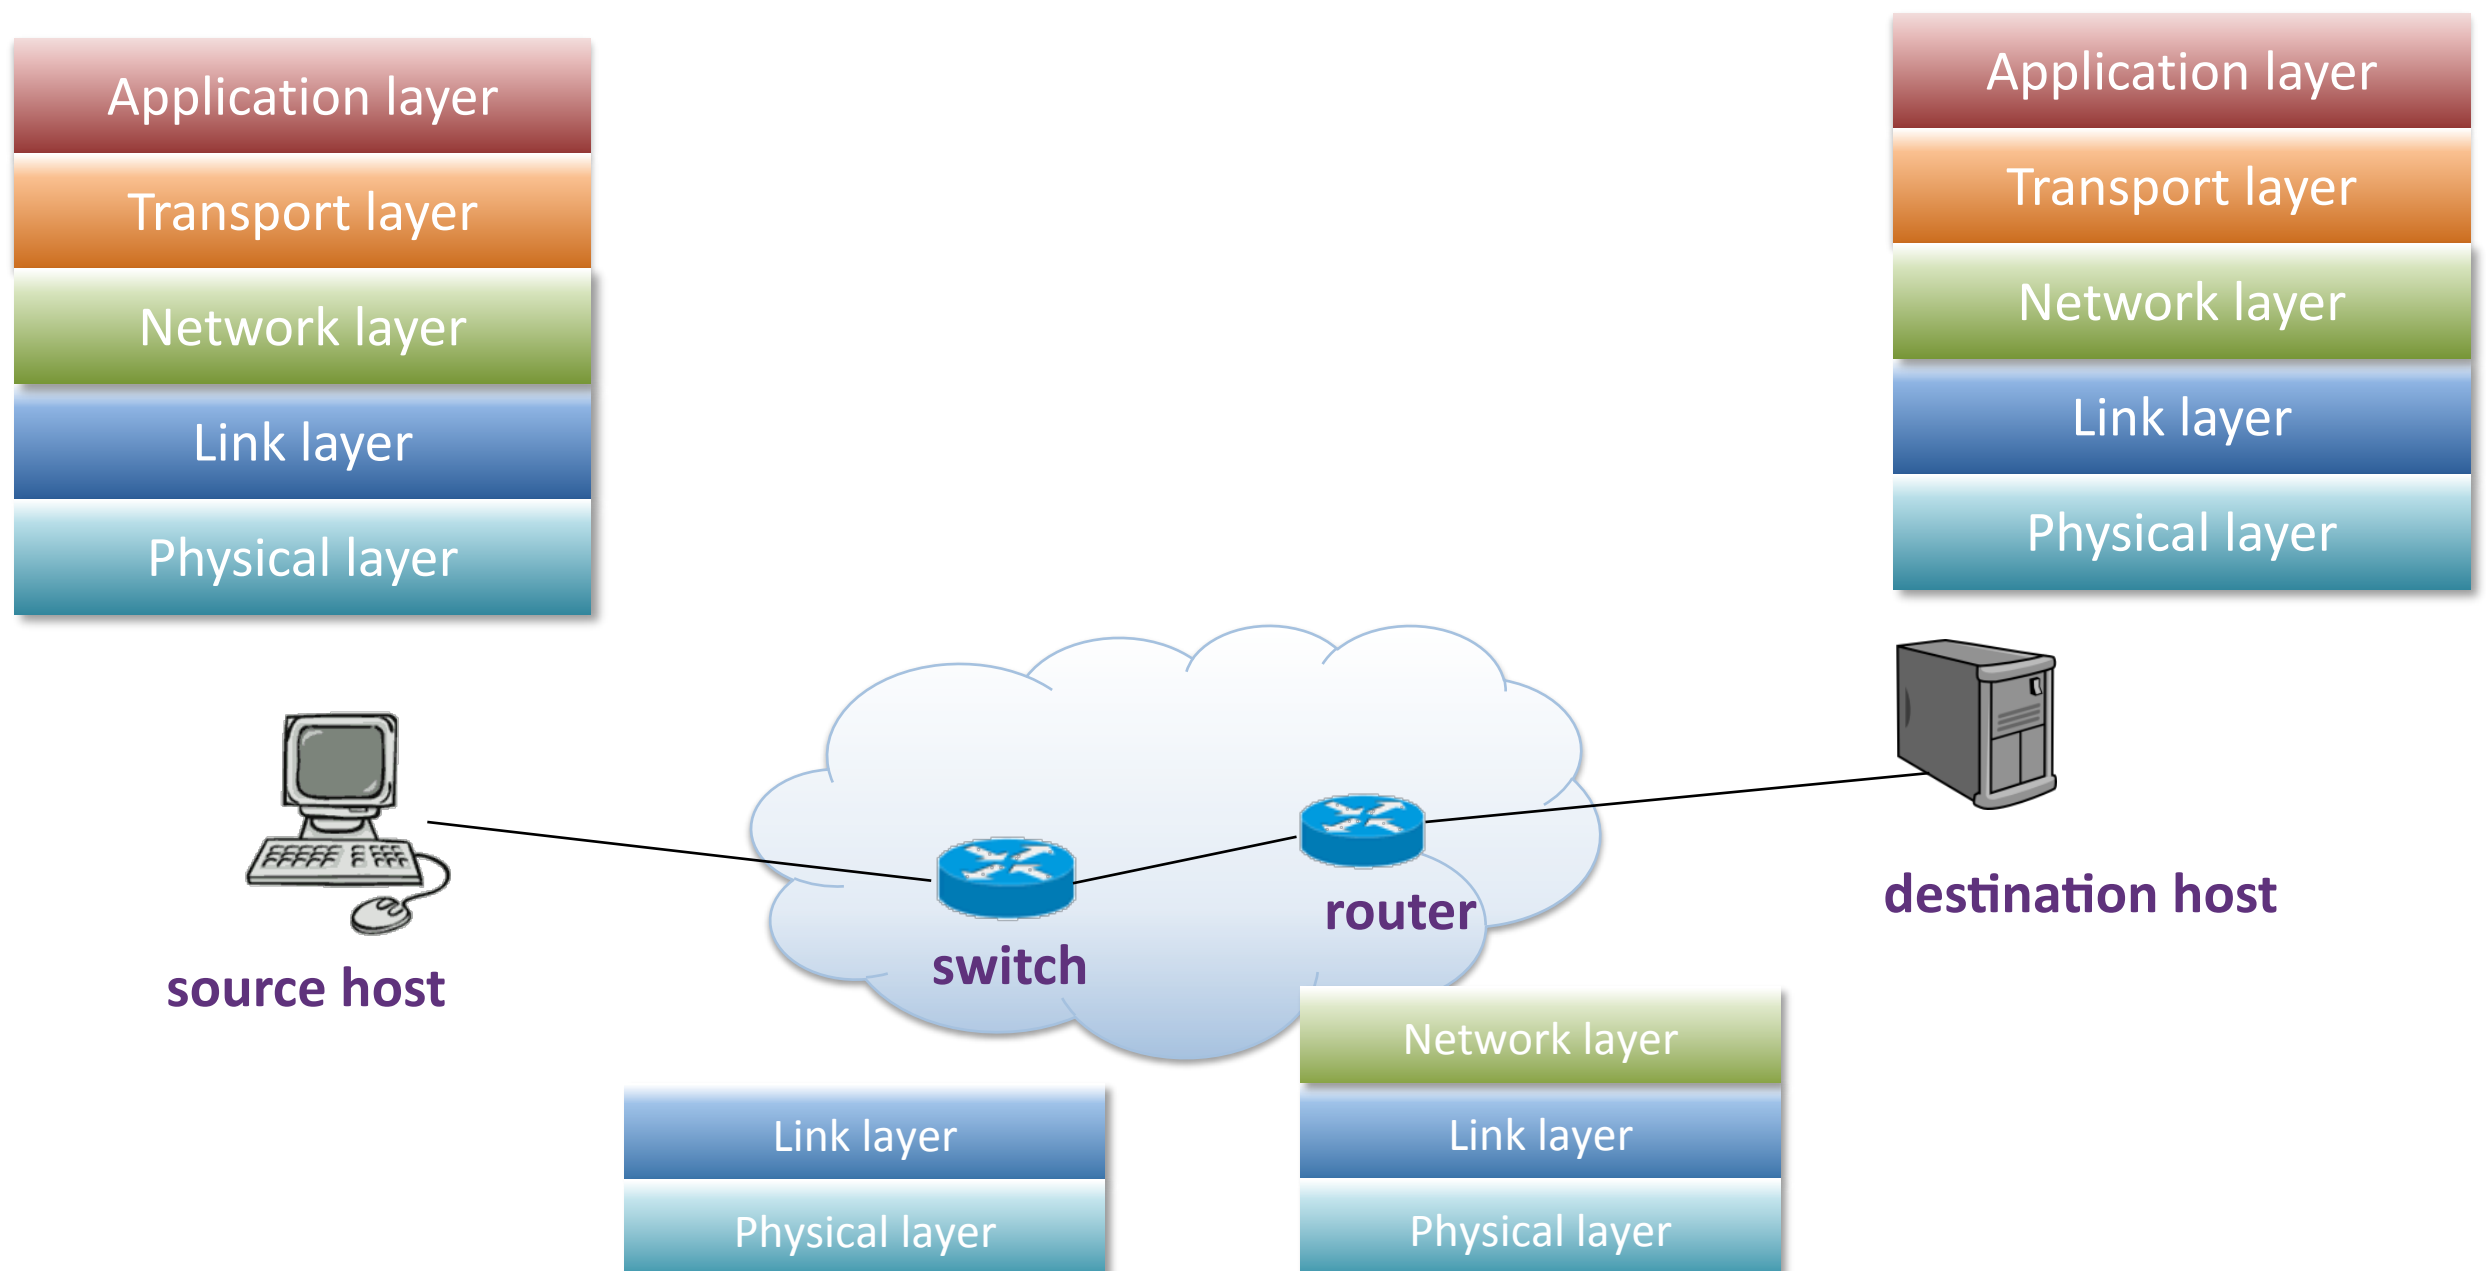 Application layer
Transport layer
Network layer
Link layer
Physical layer
source host
Application layer
Transport layer
Network layer
Link layer
Physical layer
destination host
switch
router
Link layer
Physical layer
Network layer
Link layer
Physical layer